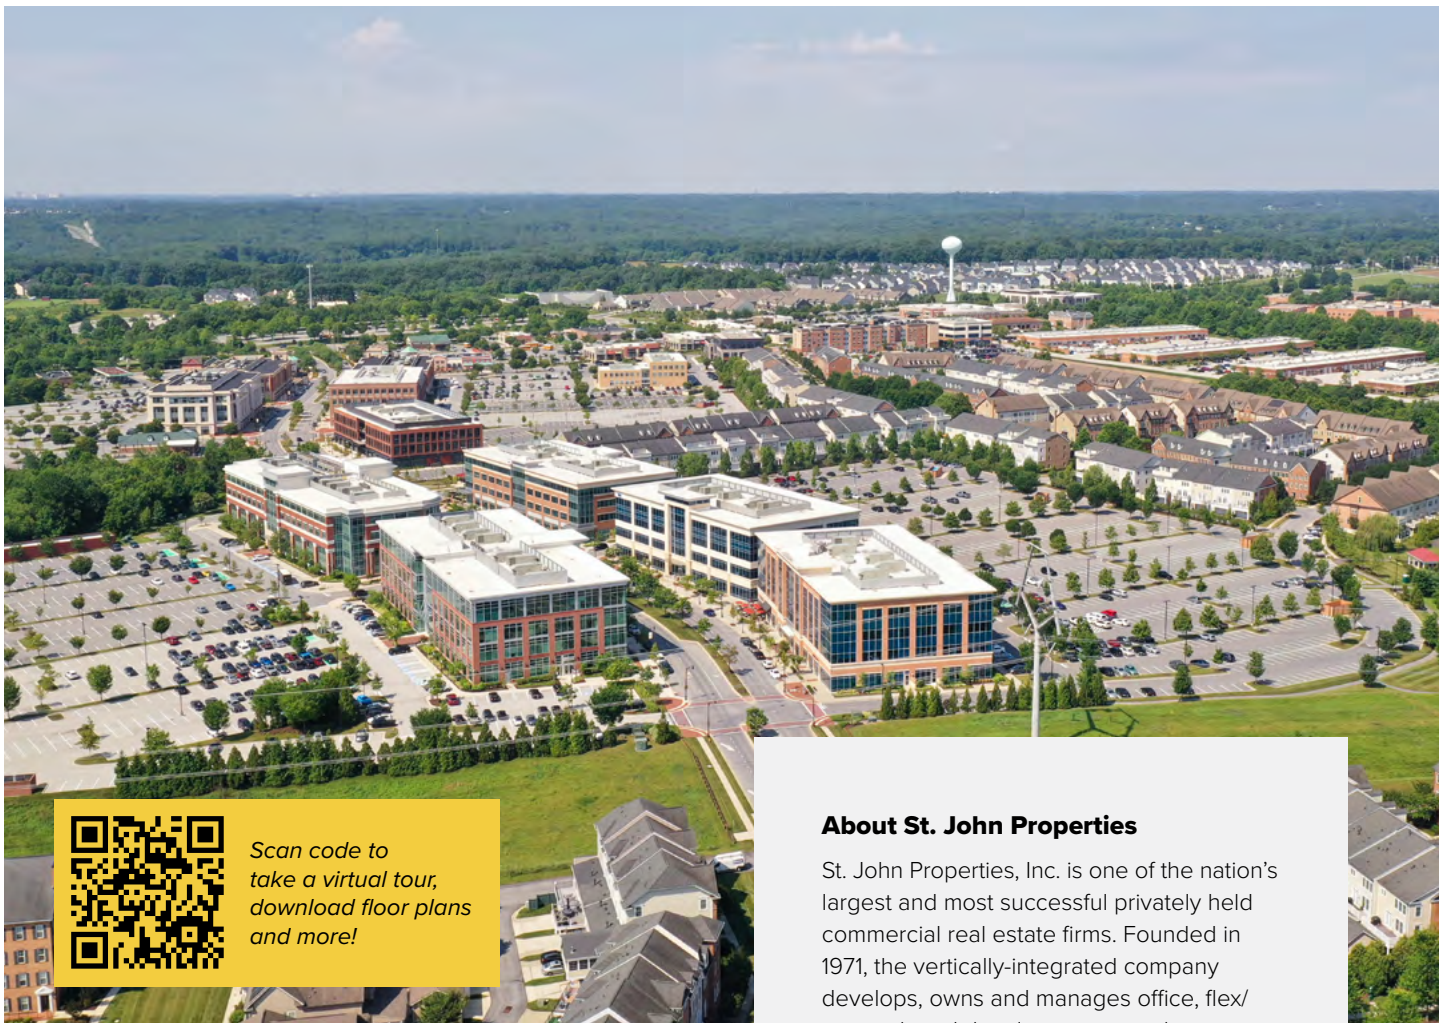 Scan code to
take a virtual tour,
download floor plans
and more!
About St. John Properties
St. John Properties, Inc. is one of the nation's
largest and most successful privately held
commercial real estate firms. Founded in
1971, the vertically-integrated company
develops, owns and manages office, flex/